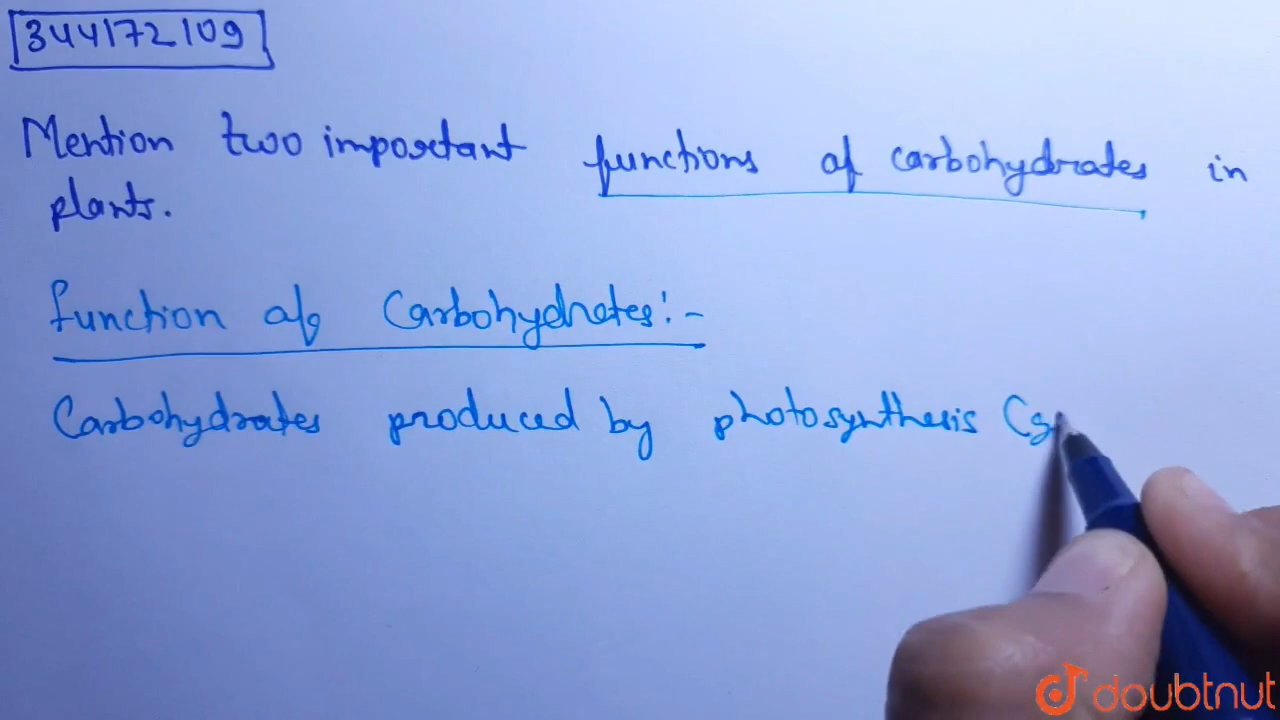 344172109
Mention two important functions of carbohydrates in
plants.
function of Carbohydrates:-
Carbohydrates produced by photosynthesis
doubtnut